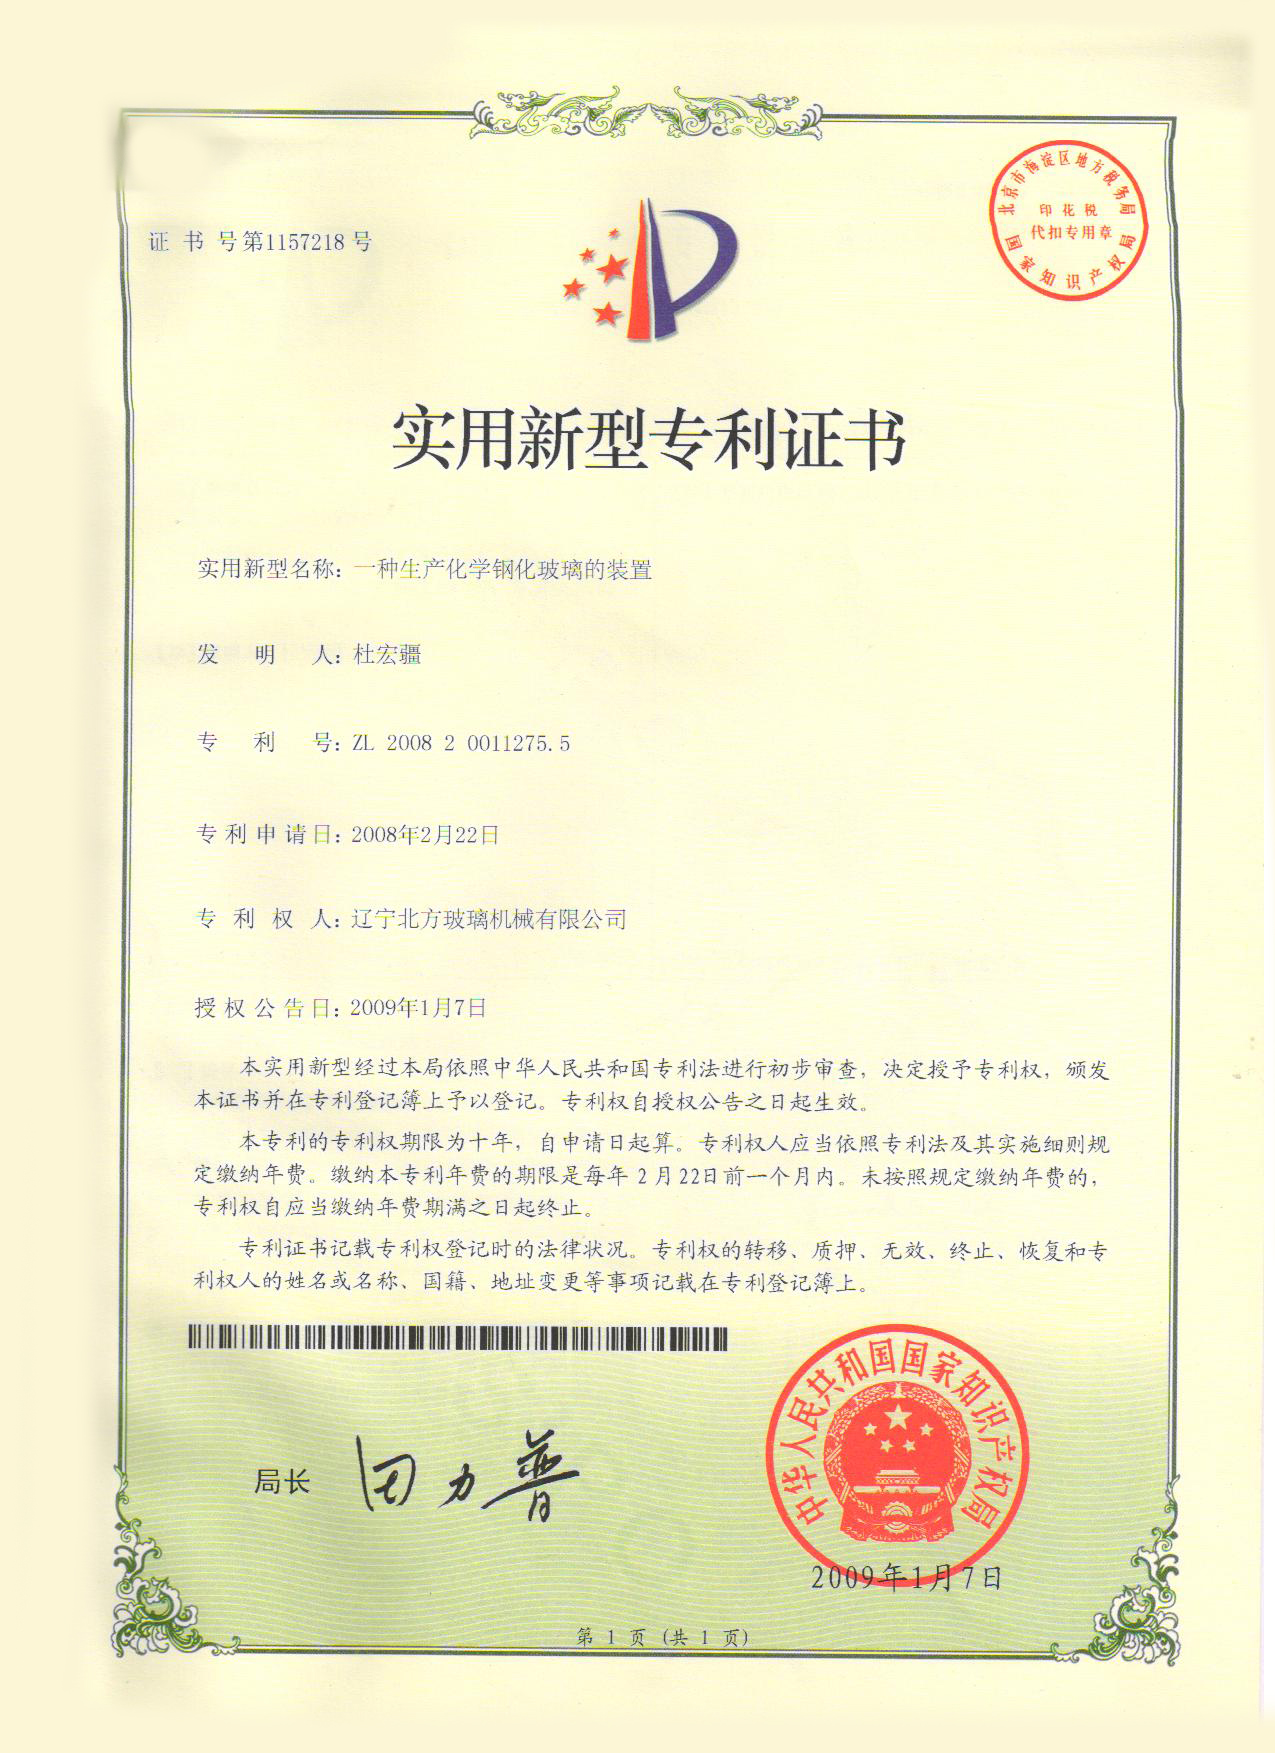 证书号第1157218号
北京市海淀区地方税务局
印花税
代扣专用章
国家知识产权局
实用新型专利证书
实用新型名称：一种生产化学钢化玻璃的装置
发明人：杜宏疆
专利号：ZL 2008 2 0011275.5
专利申请日：2008年2月22日
专利权人：辽宁北方玻璃机械有限公司
授权公告日：2009年1月7日
本实用新型经过本局依照中华人民共和国专利法进行初步审查，决定授予专利权，颁发
本证书并在专利登记簿上予以登记。专利权自授权公告之日起生效。
本专利的专利权期限为十年，自申请日起算。专利权人应当依照专利法及其实施细则规
定缴纳年费。缴纳本专利年费的期限是每年 2 月 22日前一个月内。未按照规定缴纳年费的，
专利权自应当缴纳年费期满之日起终止。
专利证书记载专利权登记时的法律状况。专利权的转移、质押、无效、终止、恢复和专
利权人的姓名或名称、国籍、地址变更等事项记载在专利登记簿上。
中华人民共和国国家知识产权局
局长 田力普
2009年1月7日
第 1 页 (共 1 页)